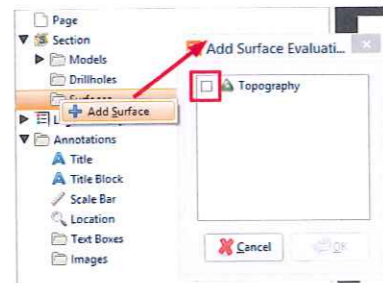 Page
Section
Models
Drillholes
Add Surface
Annotations
Title
Title Block
Scale Bar
Location
Text Boxes
Images
Add Surface Evaluati...
Topography
Cancel
OK